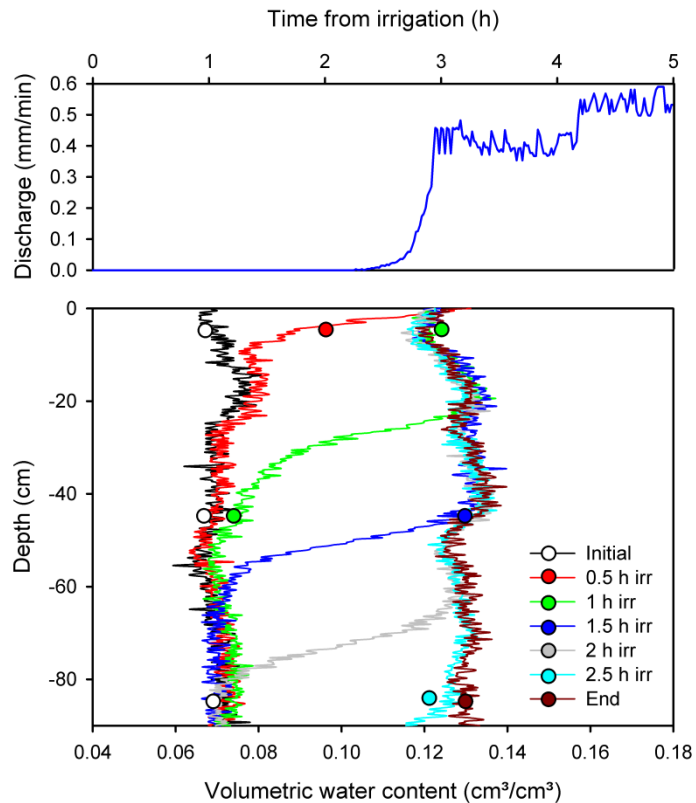 Time from irrigation (h)
0 1 2 3 4 5
Discharge (mm/min)
0.6
0.5
0.4
0.3
0.2
0.1
0.0
Depth (cm)
0
-20
-40
-60
-80
Initial
0.5 h irr
1 h irr
1.5 h irr
2 h irr
2.5 h irr
End
0.04 0.06 0.08 0.10 0.12 0.14 0.16 0.18
Volumetric water content (cm³/cm³)